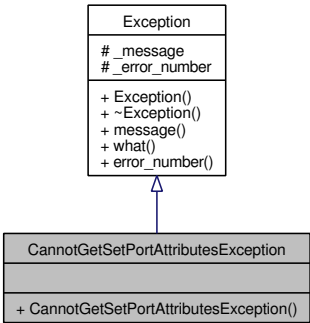 Exception
# _message
# _error_number
+ Exception()
+ ~Exception()
+ message()
+ what()
+ error_number()
CannotGetSetPortAttributesException
+ CannotGetSetPortAttributesException()